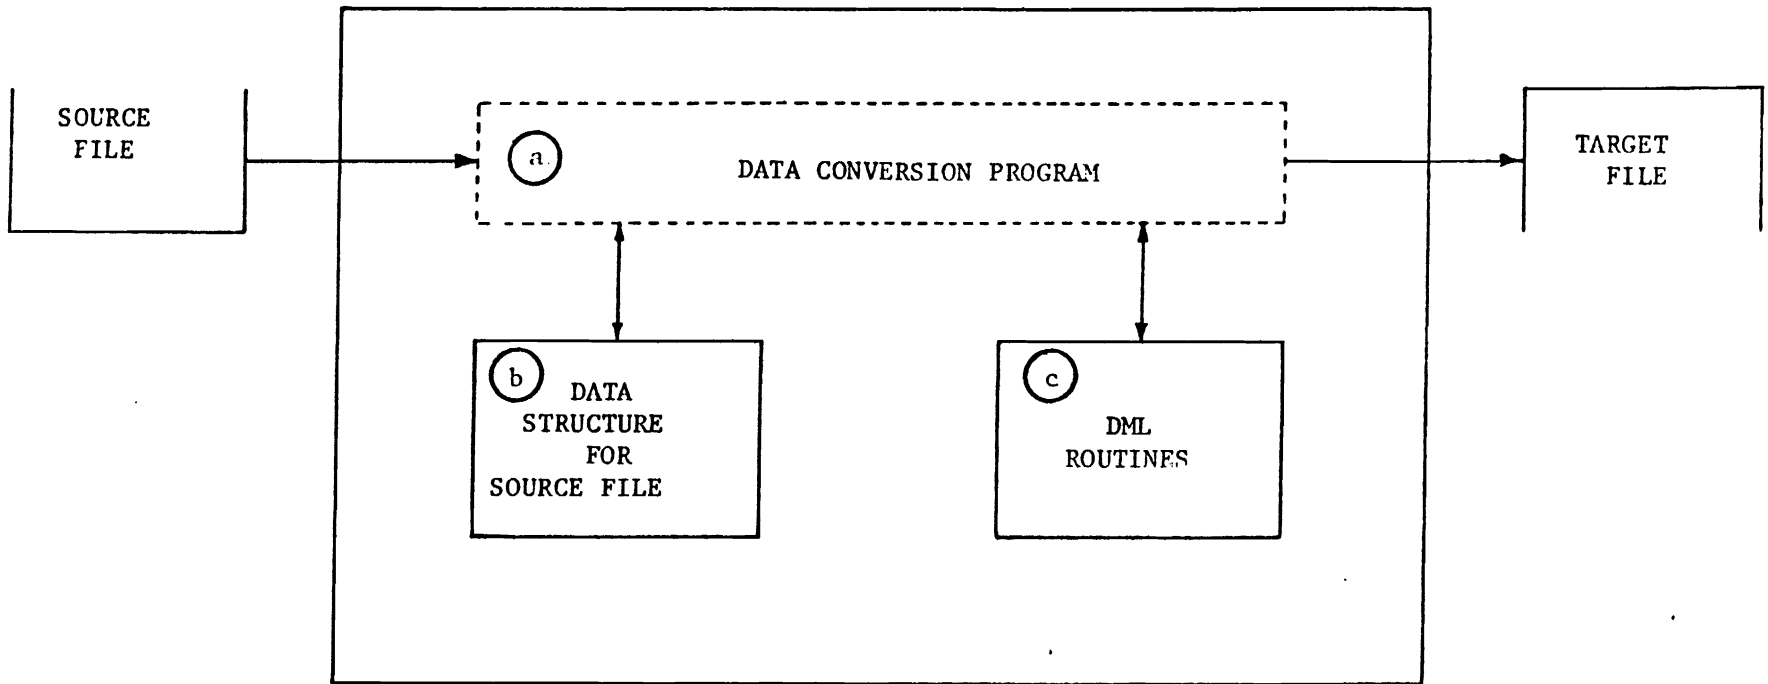 SOURCE
FILE
a
DATA CONVERSION PROGRAM
TARGET
FILE
b
DATA
STRUCTURE
FOR
SOURCE FILE
c
DML
ROUTINES